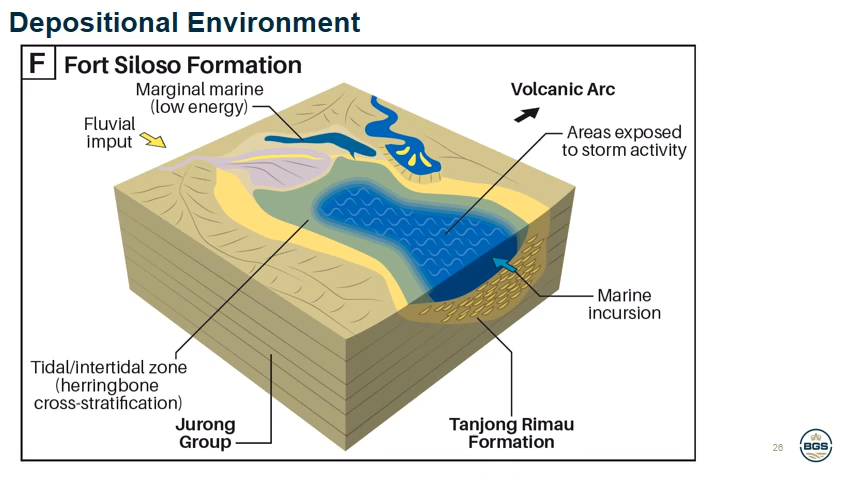 Depositional Environment
F
Fort Siloso Formation
Marginal marine
(low energy)
Volcanic Arc
Fluvial
imput
Areas exposed
to storm activity
Marine
incursion
Tidal/intertidal zone
(herringbone
cross-stratification)
Jurong
Group
Tanjong Rimau
Formation
26
BGS